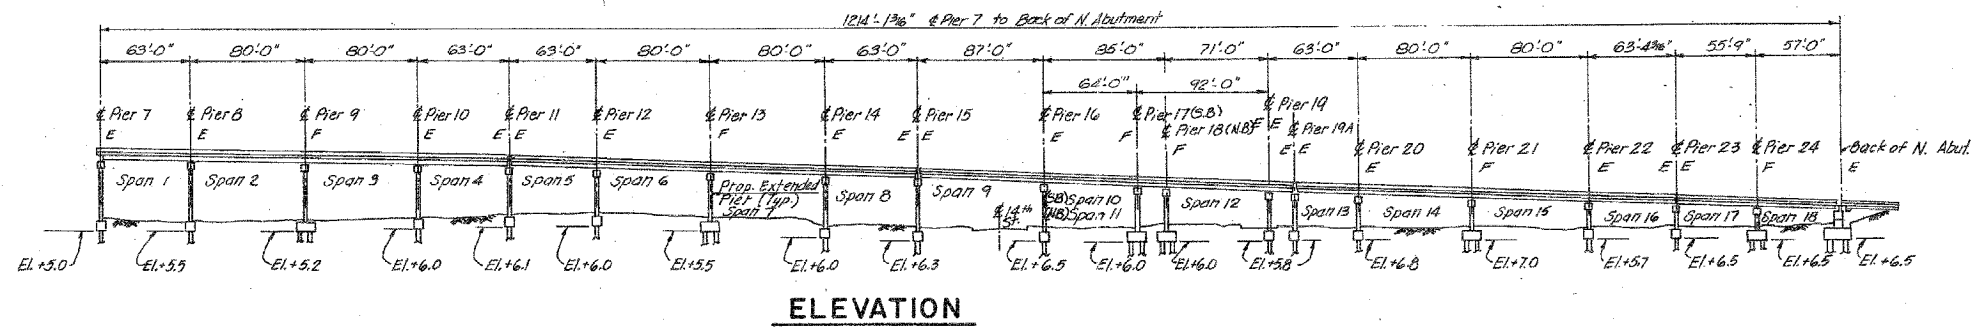 1214'-1 3/16" ℄ Pier 7 to Back of N. Abutment
63'-0" 80'-0" 80'-0" 63'-0" 63'-0" 80'-0" 80'-0" 63'-0" 87'-0" 85'-0" 71'-0" 63'-0" 80'-0" 80'-0" 63'-4 3/16" 55'-9" 57'-0"
64'-0" 92'-0"
℄ Pier 7 ℄ Pier 8 ℄ Pier 9 ℄ Pier 10 ℄ Pier 11 ℄ Pier 12 ℄ Pier 13 ℄ Pier 14 ℄ Pier 15 ℄ Pier 16 ℄ Pier 17(S.B) ℄ Pier 19
E E F E E E E F E E E E F ℄ Pier 18(N.B) E E ℄ Pier 19A
F E E ℄ Pier 20 ℄ Pier 21 ℄ Pier 22 ℄ Pier 23 ℄ Pier 24 Back of N. Abut.
E F E E E F E
Span 1 Span 2 Span 3 Span 4 Span 5 Span 6 Prop. Extended Pier (Typ.) Span 7 Span 8 Span 9 (SB) Span 10 (NB) Span 11 Span 12 Span 13 Span 14 Span 15 Span 16 Span 17 Span 18
℄ 14th St.
El.+5.0 El.+5.5 El.+5.2 El.+6.0 El.+6.1 El.+6.0 El.+5.5 El.+6.0 El.+6.3 El.+6.5 El.+6.0 El.+6.0 El.+5.8 El.+6.8 El.+7.0 El.+5.7 El.+6.5 El.+6.5 El.+6.5
ELEVATION